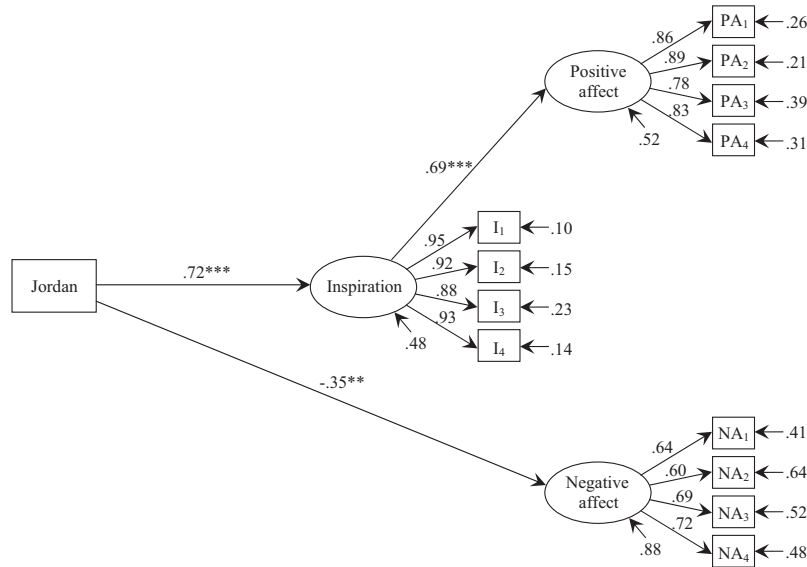 PA1
.26
.86
.89
PA2
.21
Positive
affect
.78
PA3
.39
.83
.52
PA4
.31
.69***
.95
I1
.10
.92
I2
.15
Jordan
.72***
Inspiration
.88
I3
.23
.93
.48
I4
.14
-.35**
.64
NA1
.41
.60
NA2
.64
Negative
affect
.69
NA3
.52
.72
.88
NA4
.48